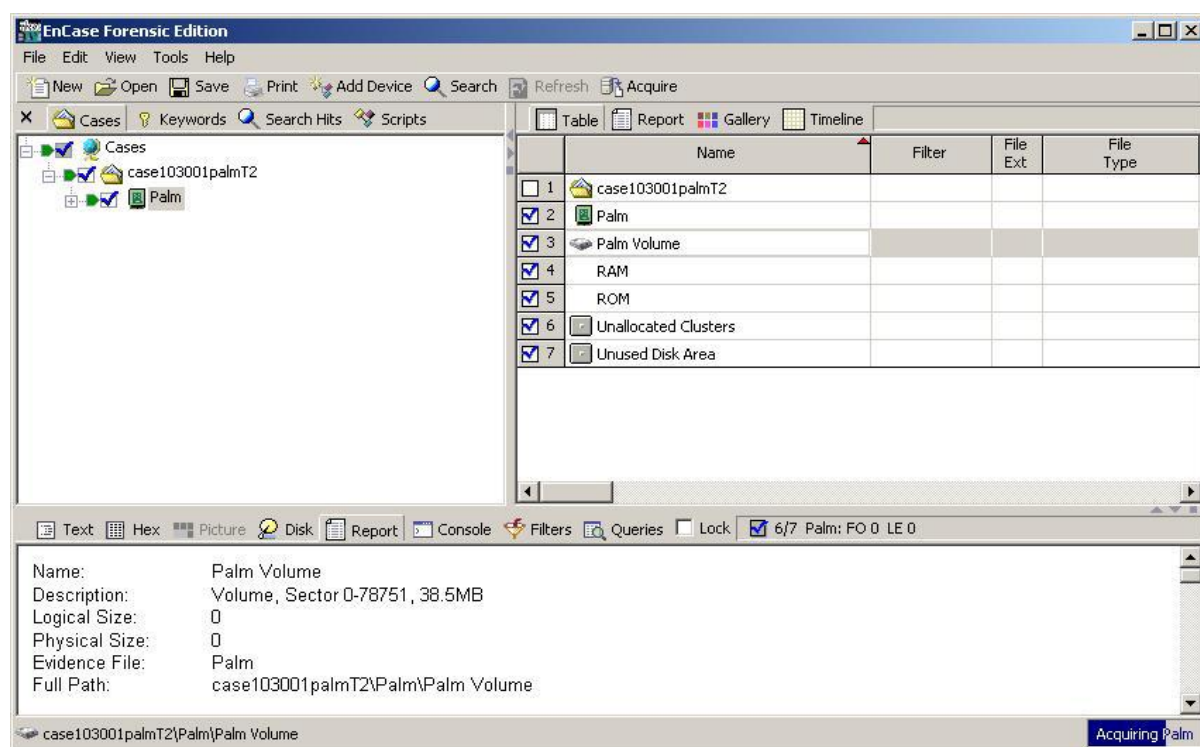 EnCase Forensic Edition
File Edit View Tools Help
New Open Save Print Add Device Search Refresh Acquire
Cases Keywords Search Hits Scripts
Cases
case103001palmT2
Palm
Table Report Gallery Timeline
Name Filter File Ext File Type
1 case103001palmT2
2 Palm
3 Palm Volume
4 RAM
5 ROM
6 Unallocated Clusters
7 Unused Disk Area
Text Hex Picture Disk Report Console Filters Queries Lock 6/7 Palm: FO 0 LE 0
Name: Palm Volume
Description: Volume, Sector 0-78751, 38.5MB
Logical Size: 0
Physical Size: 0
Evidence File: Palm
Full Path: case103001palmT2\Palm\Palm Volume
case103001palmT2\Palm\Palm Volume Acquiring Palm